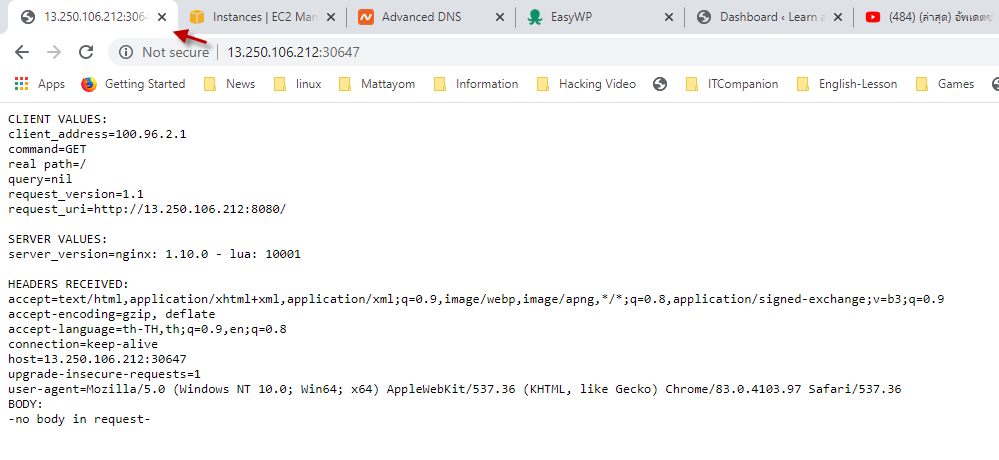 13.250.106.212:3064
Instances | EC2 Man
Advanced DNS
EasyWP
Dashboard ‹ Learn a
(484) (ล่าสุด) อัพเดตซ
Not secure
13.250.106.212:30647
Apps
Getting Started
News
linux
Mattayom
Information
Hacking Video
ITCompanion
English-Lesson
Games
CLIENT VALUES:
client_address=100.96.2.1
command=GET
real path=/
query=nil
request_version=1.1
request_uri=http://13.250.106.212:8080/
SERVER VALUES:
server_version=nginx: 1.10.0 - lua: 10001
HEADERS RECEIVED:
accept=text/html,application/xhtml+xml,application/xml;q=0.9,image/webp,image/apng,*/*;q=0.8,application/signed-exchange;v=b3;q=0.9
accept-encoding=gzip, deflate
accept-language=th-TH,th;q=0.9,en;q=0.8
connection=keep-alive
host=13.250.106.212:30647
upgrade-insecure-requests=1
user-agent=Mozilla/5.0 (Windows NT 10.0; Win64; x64) AppleWebKit/537.36 (KHTML, like Gecko) Chrome/83.0.4103.97 Safari/537.36
BODY:
-no body in request-